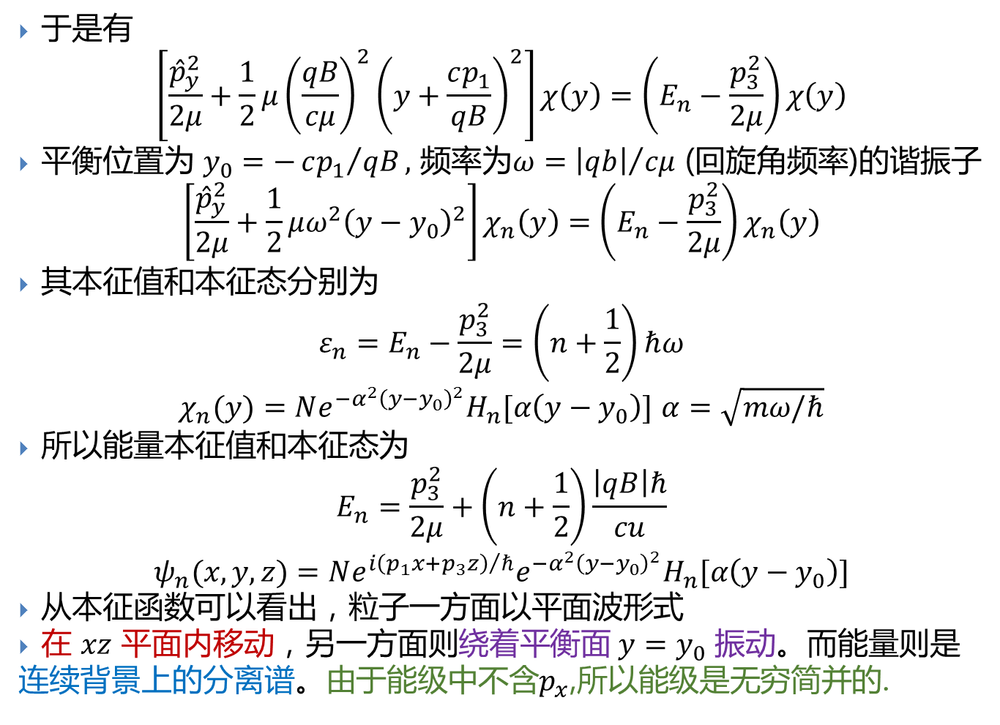 ▸ 于是有
$\left[\frac{\hat{p}_y^2}{2\mu}+\frac{1}{2}\mu\left(\frac{qB}{c\mu}\right)^2\left(y+\frac{cp_1}{qB}\right)^2\right]\chi(y)=\left(E_n-\frac{p_3^2}{2\mu}\right)\chi(y)$
▸ 平衡位置为 $y_0=-cp_1/qB$ , 频率为$\omega=|qb|/c\mu$ (回旋角频率)的谐振子
$\left[\frac{\hat{p}_y^2}{2\mu}+\frac{1}{2}\mu\omega^2(y-y_0)^2\right]\chi_n(y)=\left(E_n-\frac{p_3^2}{2\mu}\right)\chi_n(y)$
▸ 其本征值和本征态分别为
$\varepsilon_n=E_n-\frac{p_3^2}{2\mu}=\left(n+\frac{1}{2}\right)\hbar\omega$
$\chi_n(y)=Ne^{-\alpha^2(y-y_0)^2}H_n[\alpha(y-y_0)]\ \alpha=\sqrt{m\omega/\hbar}$
▸ 所以能量本征值和本征态为
$E_n=\frac{p_3^2}{2\mu}+\left(n+\frac{1}{2}\right)\frac{|qB|\hbar}{cu}$
$\psi_n(x,y,z)=Ne^{i(p_1x+p_3z)/\hbar}e^{-\alpha^2(y-y_0)^2}H_n[\alpha(y-y_0)]$
▸ 从本征函数可以看出，粒子一方面以平面波形式
▸ 在 $xz$ 平面内移动，另一方面则绕着平衡面 $y=y_0$ 振动。而能量则是
连续背景上的分离谱。由于能级中不含$p_x$,所以能级是无穷简并的.